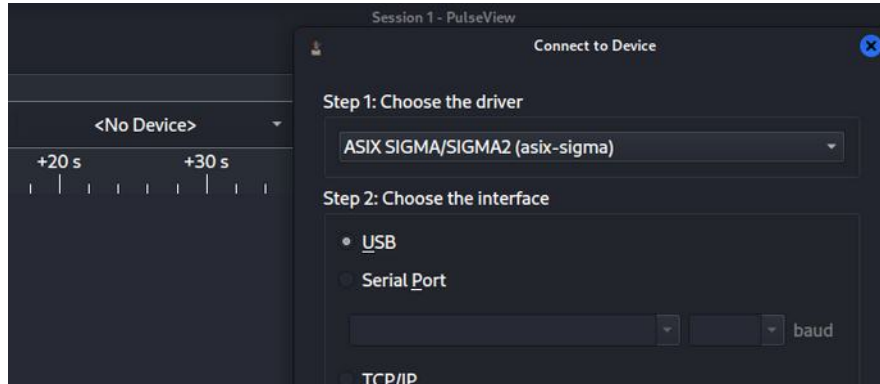 Session 1 - PulseView
Connect to Device
Step 1: Choose the driver
<No Device>
ASIX SIGMA/SIGMA2 (asix-sigma)
+20 s +30 s
Step 2: Choose the interface
USB
Serial Port
baud
TCP/IP